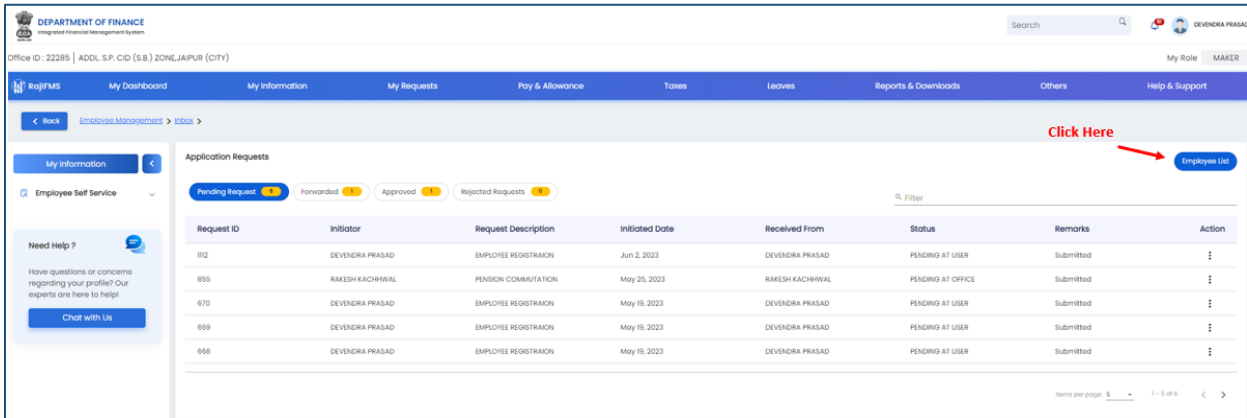 DEPARTMENT OF FINANCE
Integrated Financial Management System
Search
DEVENDRA PRASAD
Office ID : 22285 | ADDL. S.P. CID (S.B.) ZONE,JAIPUR (CITY)
My Role MAKER
RajIFMS My Dashboard My Information My Requests Pay & Allowance Taxes Leaves Reports & Downloads Others Help & Support
< Back Employee Management > Inbox >
Click Here
My Information <
Application Requests
Employee List
Employee Self Service
Pending Request 6 Forwarded 1 Approved 1 Rejected Requests 0
Filter
Request ID Initiator Request Description Initiated Date Received From Status Remarks Action
1112 DEVENDRA PRASAD EMPLOYEE REGISTRAION Jun 2, 2023 DEVENDRA PRASAD PENDING AT USER Submitted
855 RAKESH KACHHWAL PENSION COMMUTATION May 25, 2023 RAKESH KACHHWAL PENDING AT OFFICE Submitted
670 DEVENDRA PRASAD EMPLOYEE REGISTRAION May 19, 2023 DEVENDRA PRASAD PENDING AT USER Submitted
669 DEVENDRA PRASAD EMPLOYEE REGISTRAION May 19, 2023 DEVENDRA PRASAD PENDING AT USER Submitted
668 DEVENDRA PRASAD EMPLOYEE REGISTRAION May 19, 2023 DEVENDRA PRASAD PENDING AT USER Submitted
Need Help ?
Have questions or concerns
regarding your profile? Our
experts are here to help!
Chat with Us
Items per page: 5 1 - 5 of 6 < >